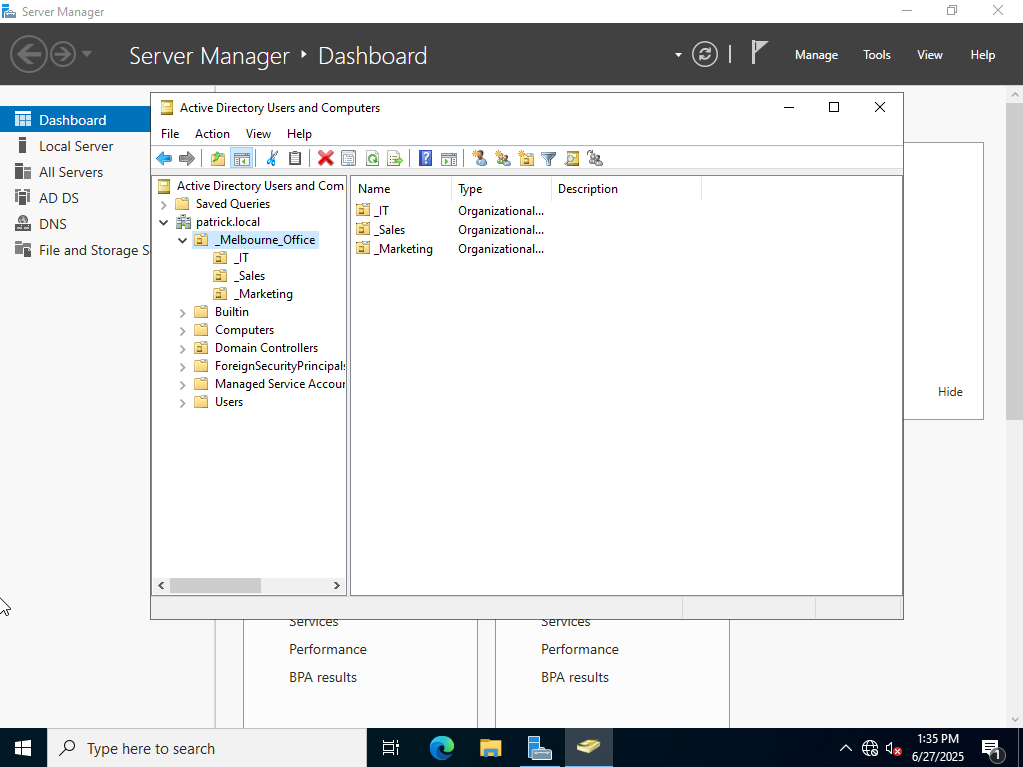 Server Manager
Server Manager ‣ Dashboard
Manage Tools View Help
Dashboard
Local Server
All Servers
AD DS
DNS
File and Storage S
Active Directory Users and Computers
File Action View Help
Active Directory Users and Com
Saved Queries
patrick.local
_Melbourne_Office
_IT
_Sales
_Marketing
Builtin
Computers
Domain Controllers
ForeignSecurityPrincipals
Managed Service Accour
Users
Name Type Description
_IT Organizational...
_Sales Organizational...
_Marketing Organizational...
Hide
Services
Performance
BPA results
Services
Performance
BPA results
Type here to search
1:35 PM
6/27/2025
1